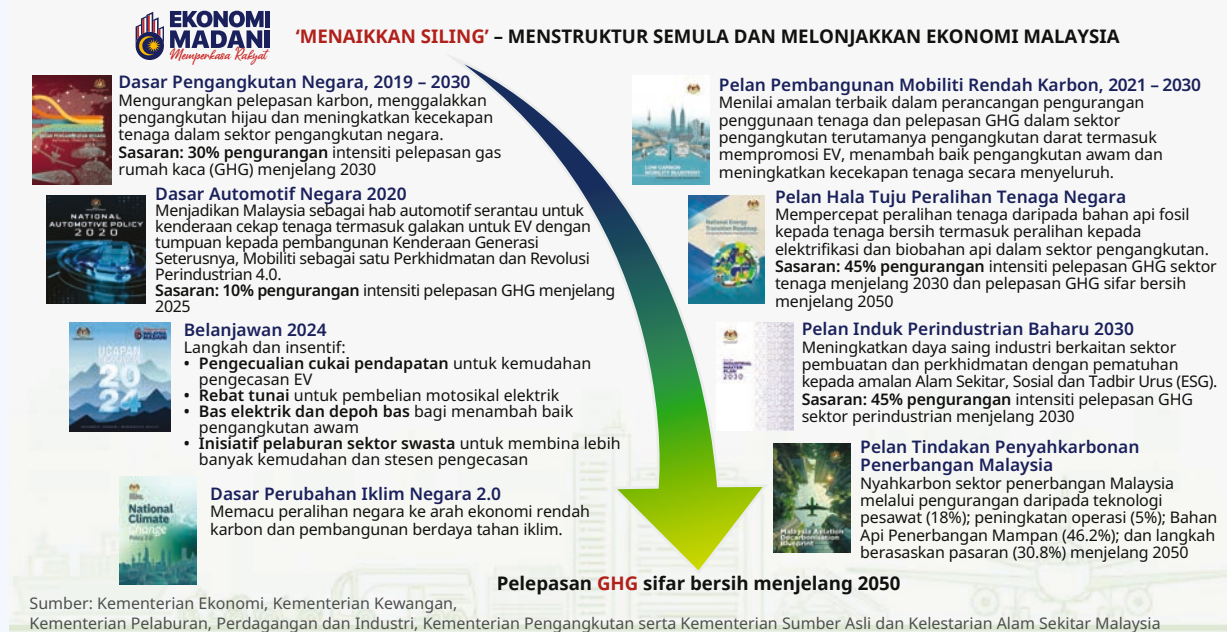 EKONOMI
MADANI
Memperkasa Rakyat
‘MENAIKKAN SILING’ – MENSTRUKTUR SEMULA DAN MELONJAKKAN EKONOMI MALAYSIA
Dasar Pengangkutan Negara, 2019 – 2030
Mengurangkan pelepasan karbon, menggalakkan
pengangkutan hijau dan meningkatkan kecekapan
tenaga dalam sektor pengangkutan negara.
Sasaran: 30% pengurangan intensiti pelepasan gas
rumah kaca (GHG) menjelang 2030
NATIONAL
AUTOMOTIVE POLICY
2020
Dasar Automotif Negara 2020
Menjadikan Malaysia sebagai hab automotif serantau untuk
kenderaan cekap tenaga termasuk galakan untuk EV dengan
tumpuan kepada pembangunan Kenderaan Generasi
Seterusnya, Mobiliti sebagai satu Perkhidmatan dan Revolusi
Perindustrian 4.0.
Sasaran: 10% pengurangan intensiti pelepasan GHG menjelang
2025
UCAPAN
2024
Belanjawan 2024
Langkah dan insentif:
• Pengecualian cukai pendapatan untuk kemudahan
pengecasan EV
• Rebat tunai untuk pembelian motosikal elektrik
• Bas elektrik dan depoh bas bagi menambah baik
pengangkutan awam
• Inisiatif pelaburan sektor swasta untuk membina lebih
banyak kemudahan dan stesen pengecasan
National
Climate
Change
Policy 2.0
Dasar Perubahan Iklim Negara 2.0
Memacu peralihan negara ke arah ekonomi rendah
karbon dan pembangunan berdaya tahan iklim.
LOW CARBON
MOBILITY BLUEPRINT
Pelan Pembangunan Mobiliti Rendah Karbon, 2021 – 2030
Menilai amalan terbaik dalam perancangan pengurangan
penggunaan tenaga dan pelepasan GHG dalam sektor
pengangkutan terutamanya pengangkutan darat termasuk
mempromosi EV, menambah baik pengangkutan awam dan
meningkatkan kecekapan tenaga secara menyeluruh.
National Energy
Transition Roadmap
Pelan Hala Tuju Peralihan Tenaga Negara
Mempercepat peralihan tenaga daripada bahan api fosil
kepada tenaga bersih termasuk peralihan kepada
elektrifikasi dan biobahan api dalam sektor pengangkutan.
Sasaran: 45% pengurangan intensiti pelepasan GHG sektor
tenaga menjelang 2030 dan pelepasan GHG sifar bersih
menjelang 2050
INDUSTRIAL
MASTER
PLAN
2030
Pelan Induk Perindustrian Baharu 2030
Meningkatkan daya saing industri berkaitan sektor
pembuatan dan perkhidmatan dengan pematuhan
kepada amalan Alam Sekitar, Sosial dan Tadbir Urus (ESG).
Sasaran: 45% pengurangan intensiti pelepasan GHG
sektor perindustrian menjelang 2030
Malaysia Aviation
Decarbonisation
Blueprint
Pelan Tindakan Penyahkarbonan
Penerbangan Malaysia
Nyahkarbon sektor penerbangan Malaysia
melalui pengurangan daripada teknologi
pesawat (18%); peningkatan operasi (5%); Bahan
Api Penerbangan Mampan (46.2%); dan langkah
berasaskan pasaran (30.8%) menjelang 2050
Pelepasan GHG sifar bersih menjelang 2050
Sumber: Kementerian Ekonomi, Kementerian Kewangan,
Kementerian Pelaburan, Perdagangan dan Industri, Kementerian Pengangkutan serta Kementerian Sumber Asli dan Kelestarian Alam Sekitar Malaysia